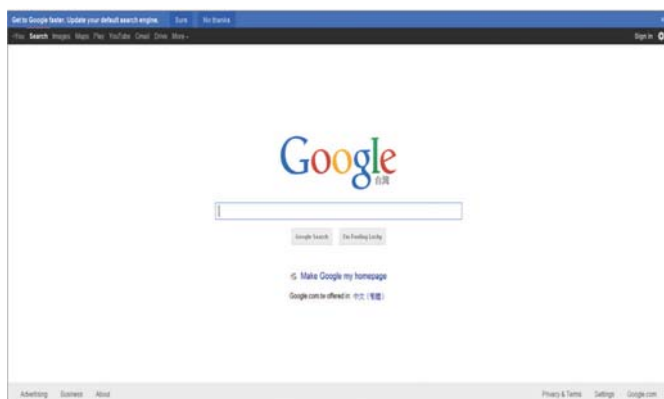 Get to Google faster. Update your default search engine. Sure No thanks
+You Search Images Maps Play YouTube Gmail Drive More
Sign in
Google
台灣
Google Search I'm Feeling Lucky
Make Google my homepage
Google.com.tw offered in: 中文 (繁體)
Advertising Business About Privacy & Terms Settings Google.com